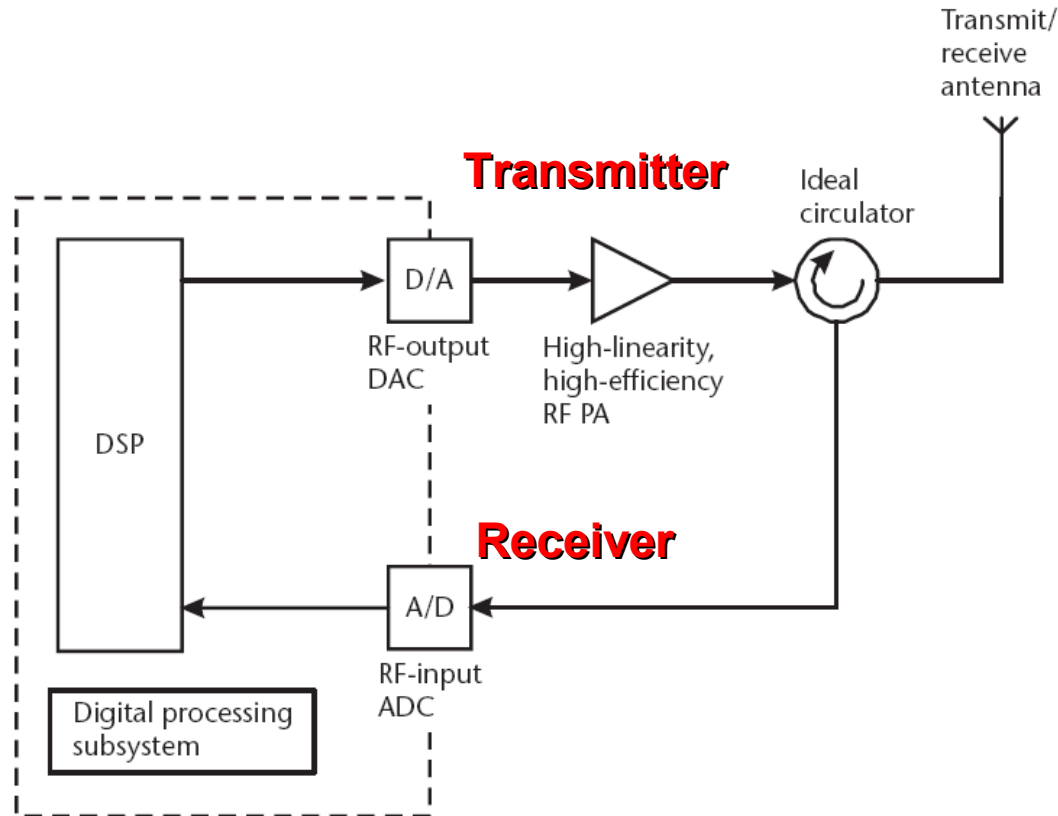 Transmit/
receive
antenna
Transmitter
Ideal
circulator
D/A
RF-output
DAC
High-linearity,
high-efficiency
RF PA
DSP
Receiver
A/D
RF-input
ADC
Digital processing
subsystem